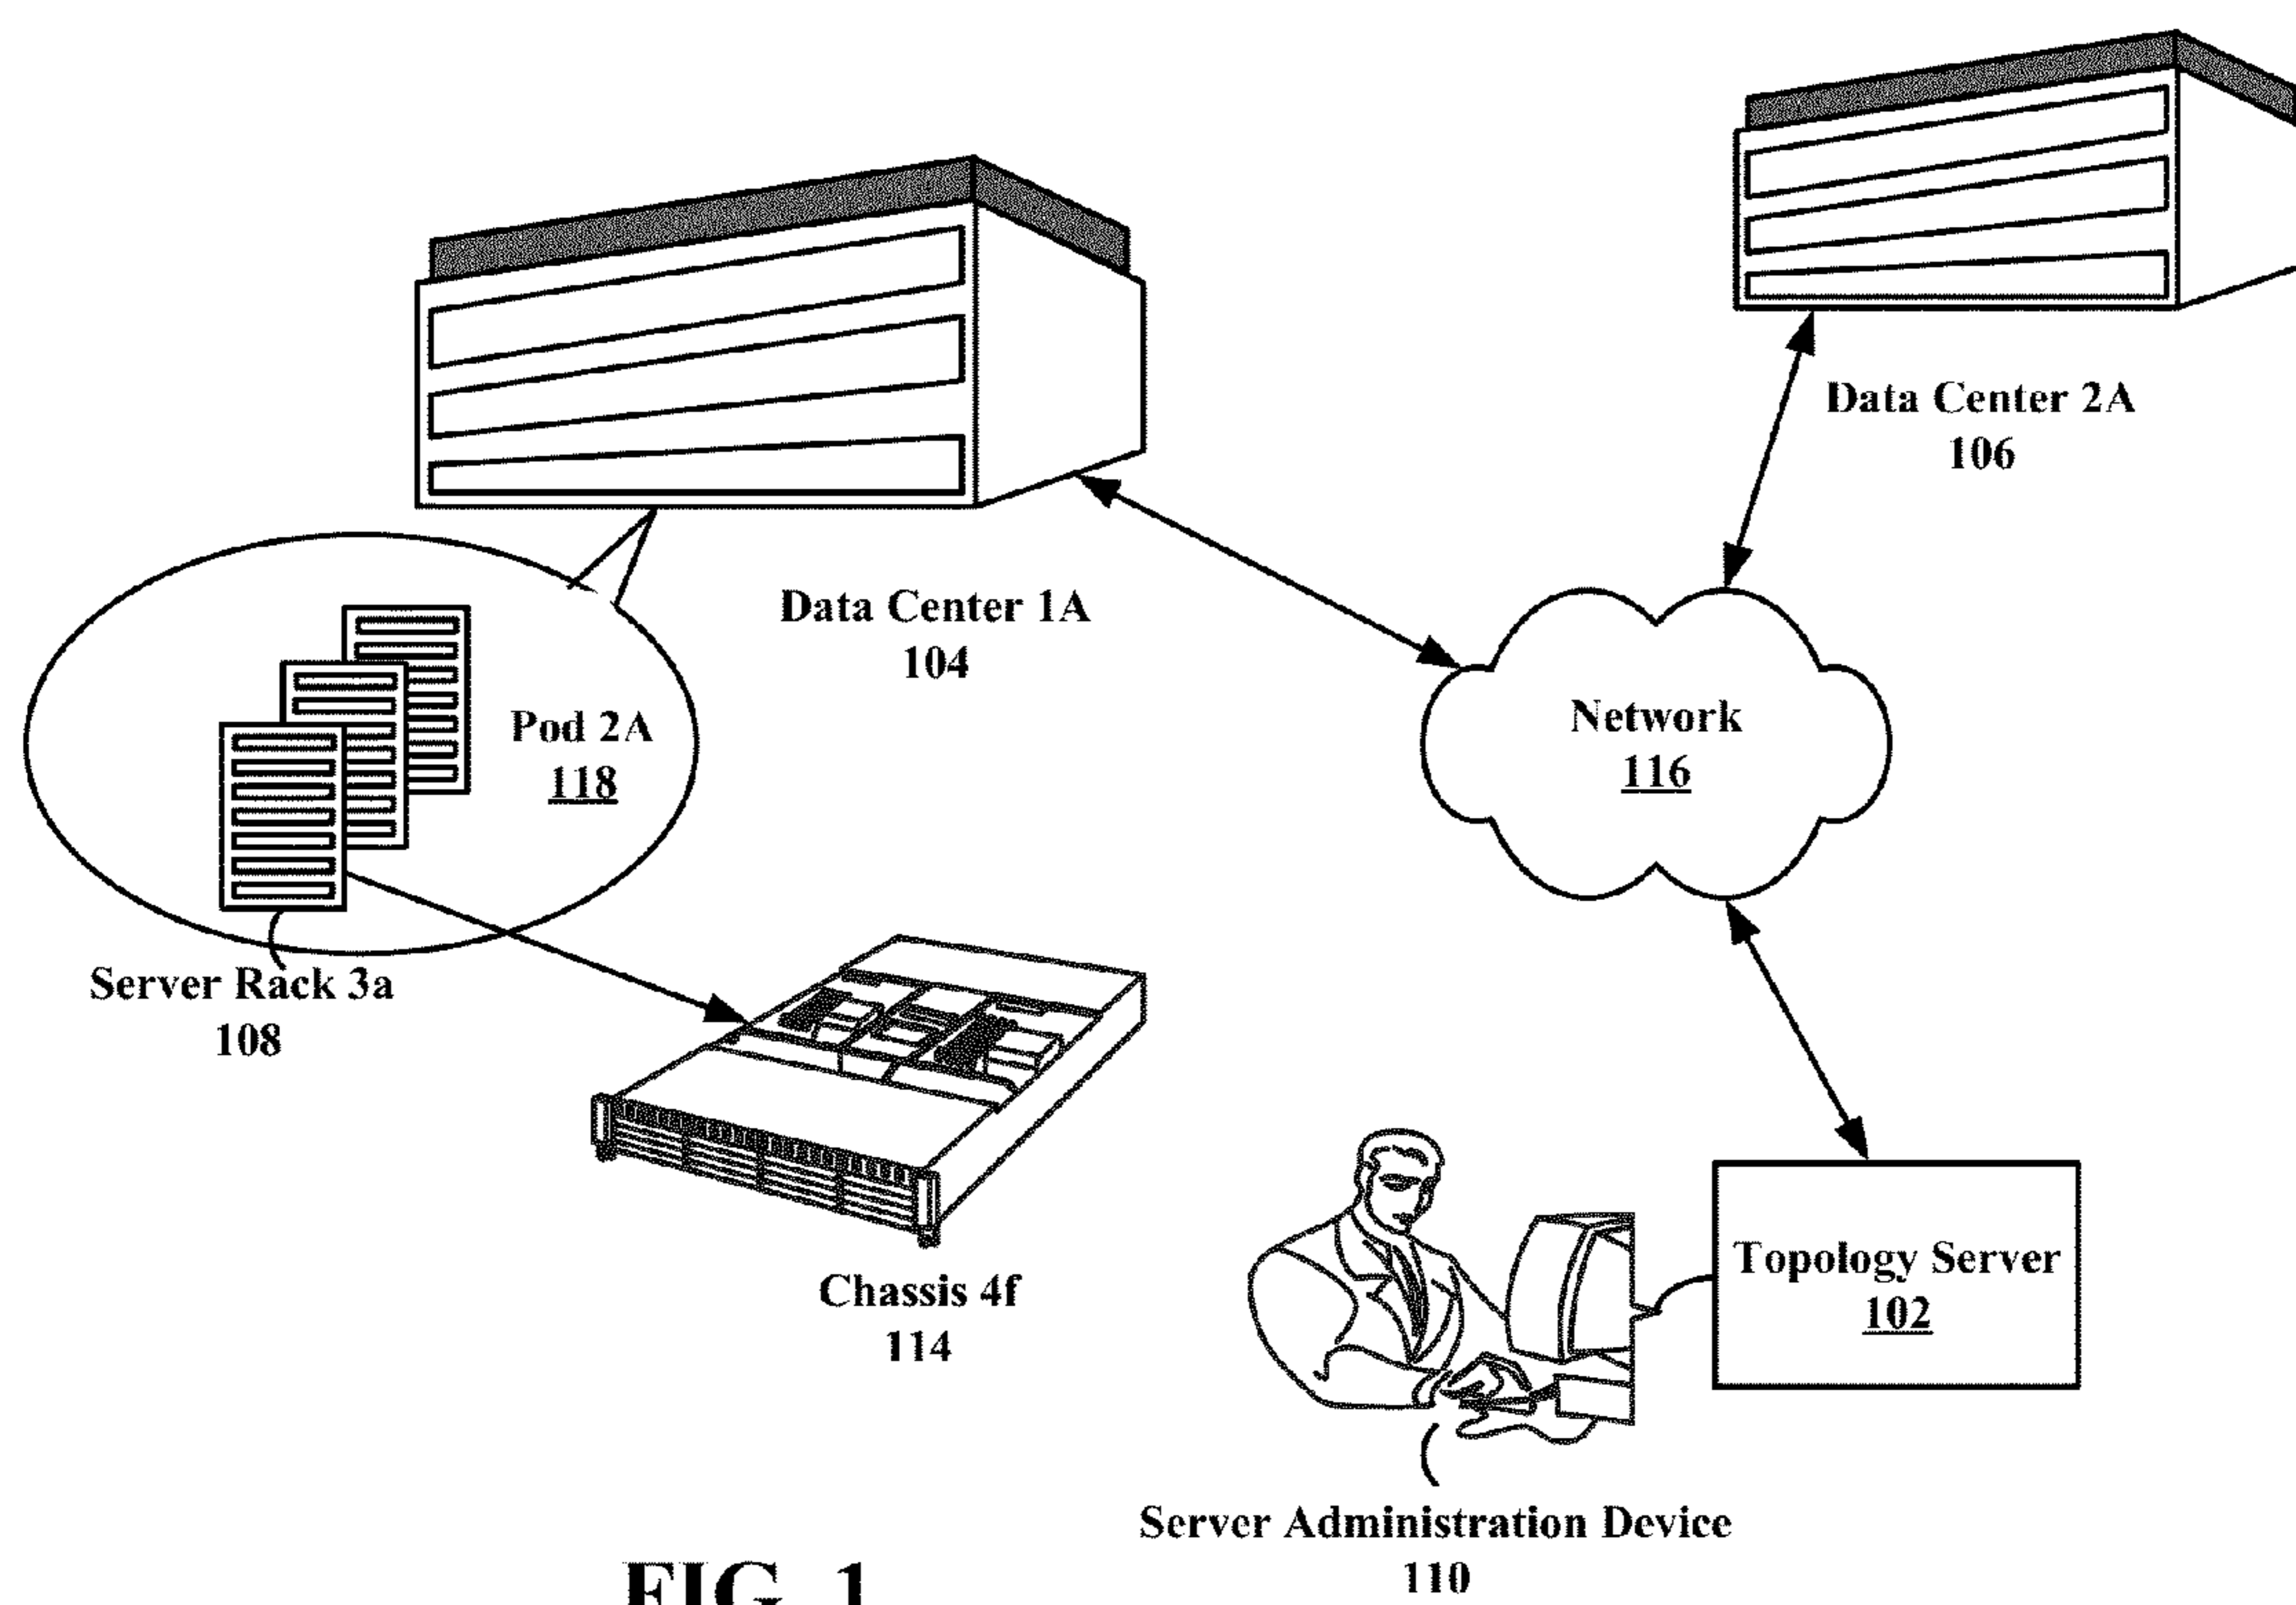 Data Center 2A
106
Data Center 1A
104
Pod 2A
118
Network
116
Server Rack 3a
108
Chassis 4f
114
Topology Server
102
Server Administration Device
110
FIG. 1